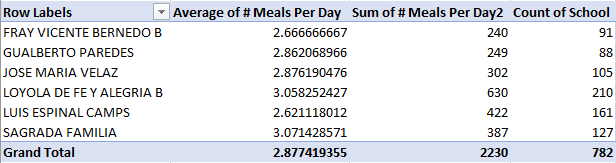 Row Labels Average of # Meals Per Day Sum of # Meals Per Day2 Count of School
FRAY VICENTE BERNEDO B 2.666666667 240 91
GUALBERTO PAREDES 2.862068966 249 88
JOSE MARIA VELAZ 2.876190476 302 105
LOYOLA DE FE Y ALEGRIA B 3.058252427 630 210
LUIS ESPINAL CAMPS 2.621118012 422 161
SAGRADA FAMILIA 3.071428571 387 127
Grand Total 2.877419355 2230 782